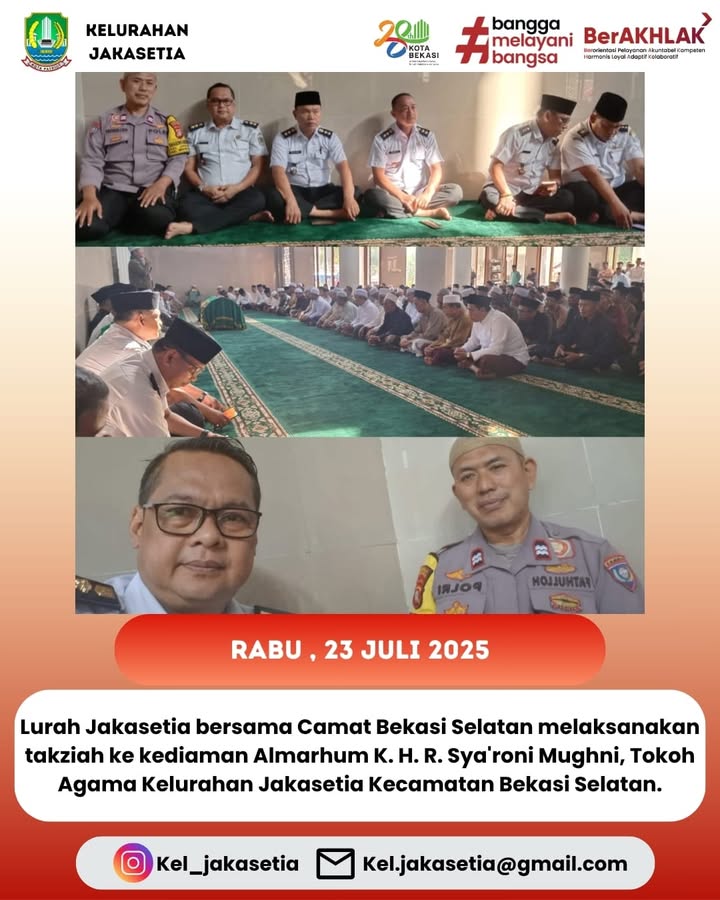 KELURAHAN
JAKASETIA
KOTA
BEKASI
#bangga
melayani
bangsa
BerAKHLAK
Berorientasi Pelayanan Akuntabel Kompeten
Harmonis Loyal Adaptif Kolaboratif
POLRI
FATHULLOH
RABU , 23 JULI 2025
Lurah Jakasetia bersama Camat Bekasi Selatan melaksanakan
takziah ke kediaman Almarhum K. H. R. Sya'roni Mughni, Tokoh
Agama Kelurahan Jakasetia Kecamatan Bekasi Selatan.
Kel_jakasetia
Kel.jakasetia@gmail.com